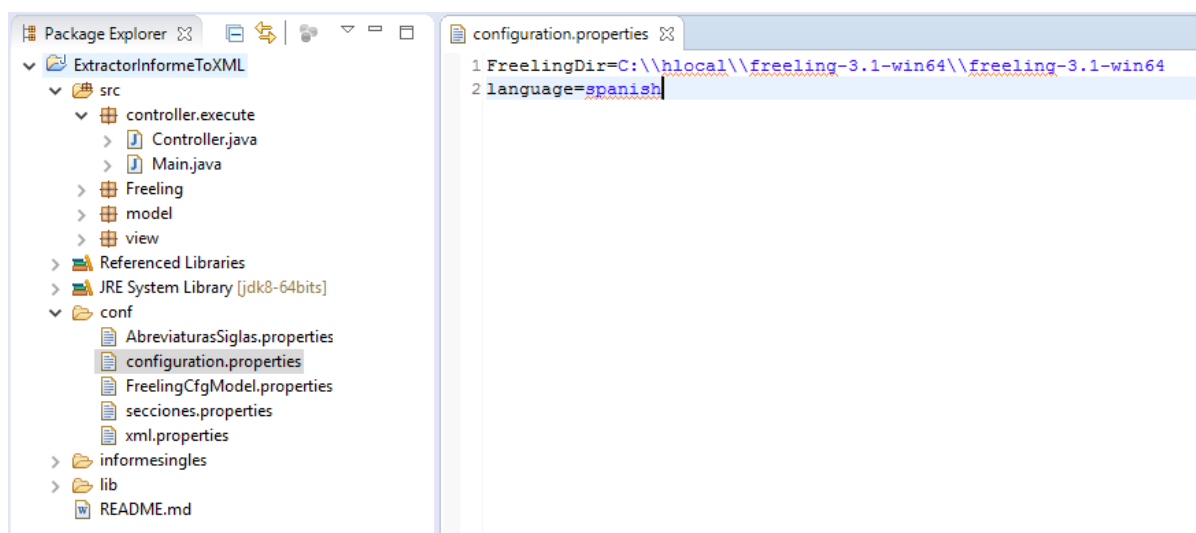 Package Explorer
ExtractorInformeToXML
src
controller.execute
Controller.java
Main.java
Freeling
model
view
Referenced Libraries
JRE System Library [jdk8-64bits]
conf
AbreviaturasSiglas.properties
configuration.properties
FreelingCfgModel.properties
secciones.properties
xml.properties
informesingles
lib
README.md
configuration.properties
1 FreelingDir=C:\\hlocal\\freeling-3.1-win64\\freeling-3.1-win64
2 language=spanish